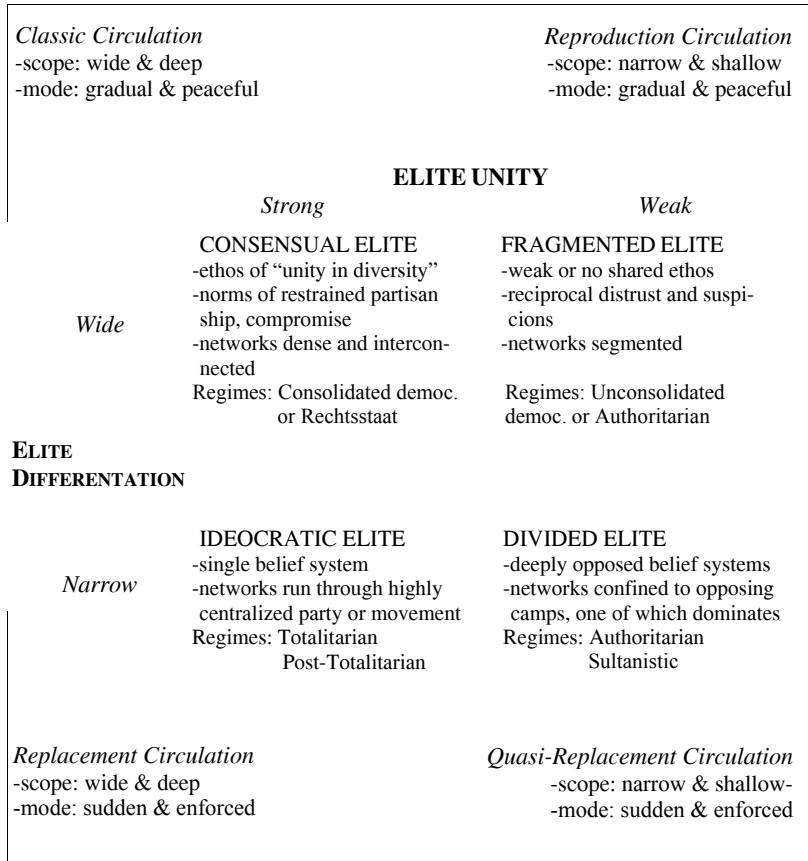 Classic Circulation
-scope: wide & deep
-mode: gradual & peaceful
Reproduction Circulation
-scope: narrow & shallow
-mode: gradual & peaceful
ELITE UNITY
Strong
Weak
Wide
CONSENSUAL ELITE
-ethos of “unity in diversity”
-norms of restrained partisan
ship, compromise
-networks dense and intercon-
nected
Regimes: Consolidated democ.
or Rechtsstaat
FRAGMENTED ELITE
-weak or no shared ethos
-reciprocal distrust and suspi-
cions
-networks segmented
Regimes: Unconsolidated
democ. or Authoritarian
ELITE
DIFFERENTATION
Narrow
IDEOCRATIC ELITE
-single belief system
-networks run through highly
centralized party or movement
Regimes: Totalitarian
Post-Totalitarian
DIVIDED ELITE
-deeply opposed belief systems
-networks confined to opposing
camps, one of which dominates
Regimes: Authoritarian
Sultanistic
Replacement Circulation
-scope: wide & deep
-mode: sudden & enforced
Quasi-Replacement Circulation
-scope: narrow & shallow-
-mode: sudden & enforced